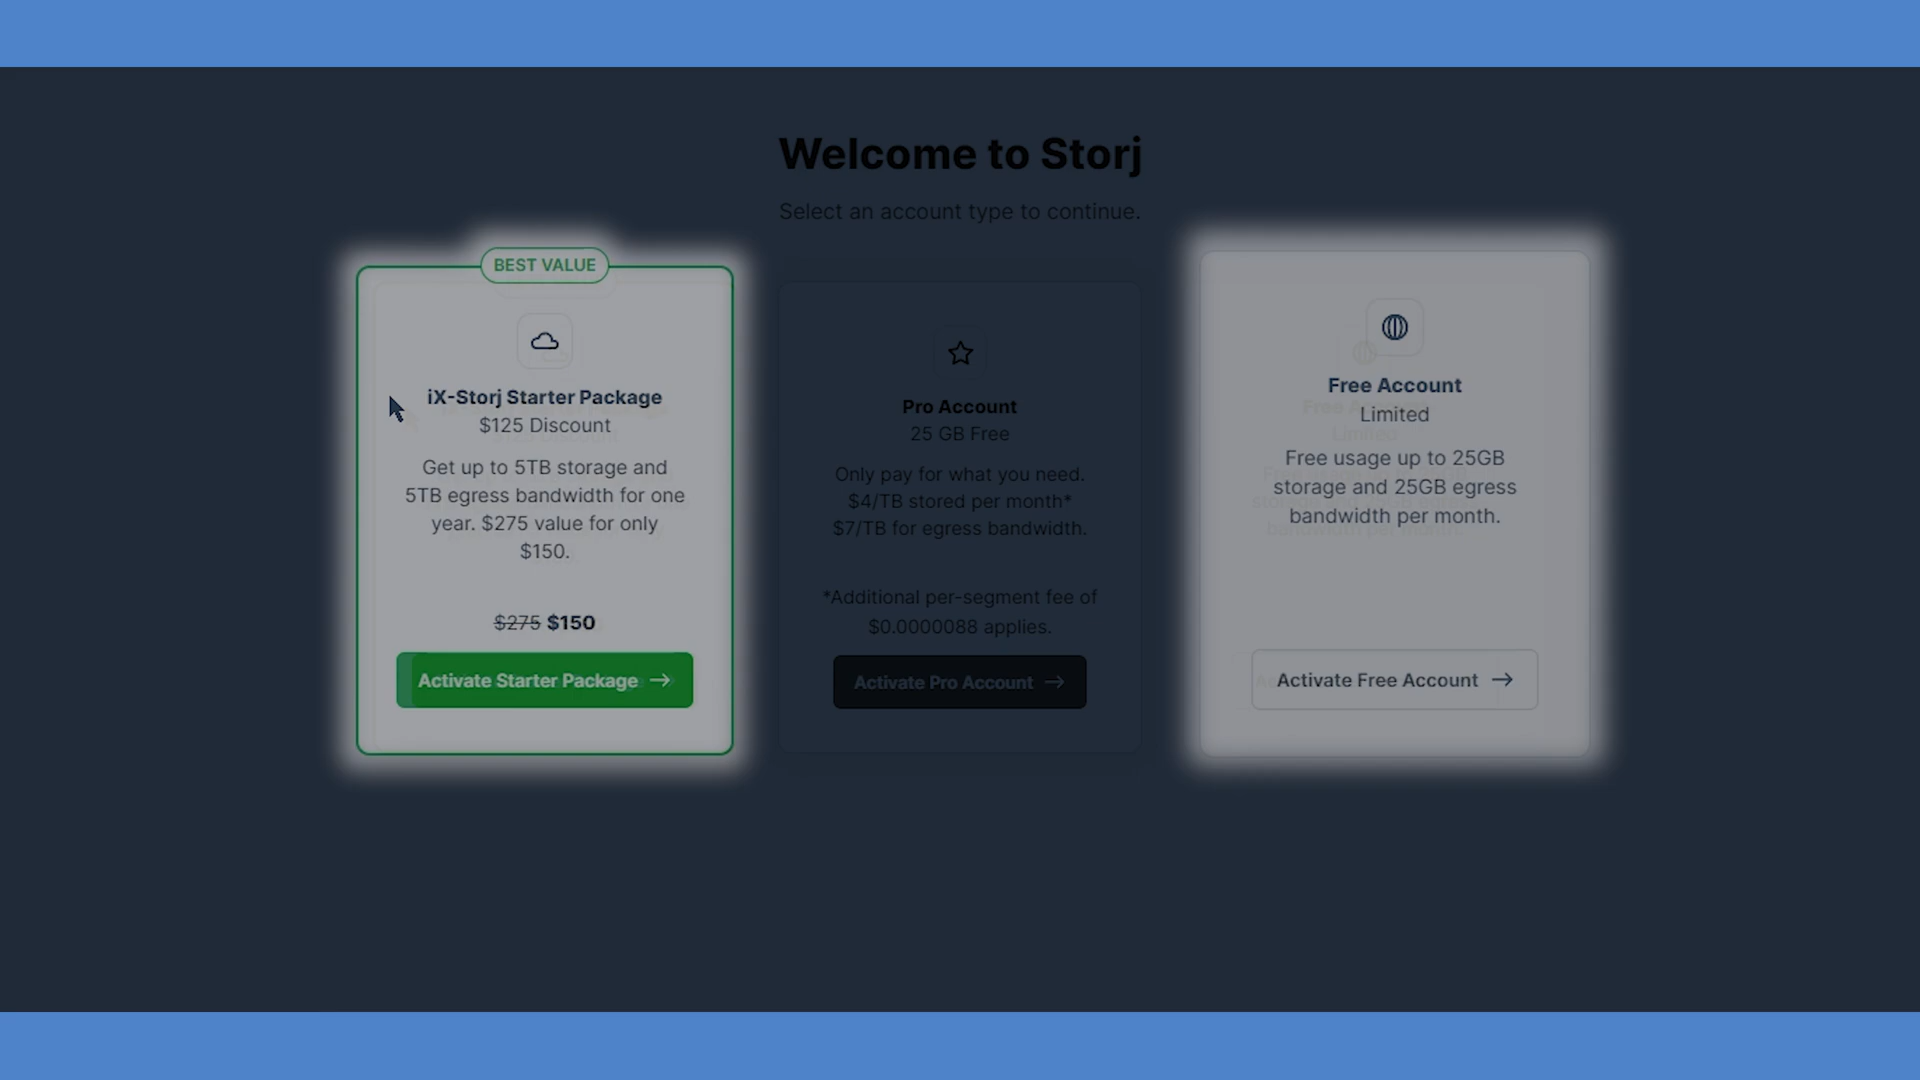 Welcome to Storj
Select an account type to continue.
BEST VALUE
iX-Storj Starter Package
$125 Discount
Get up to 5TB storage and
5TB egress bandwidth for one
year. $275 value for only
$150.
$275 $150
Activate Starter Package
Pro Account
25 GB Free
Only pay for what you need.
$4/TB stored per month*
$7/TB for egress bandwidth.
*Additional per-segment fee of
$0.0000088 applies.
Activate Pro Account
Free Account
Limited
Free usage up to 25GB
storage and 25GB egress
bandwidth per month.
Activate Free Account